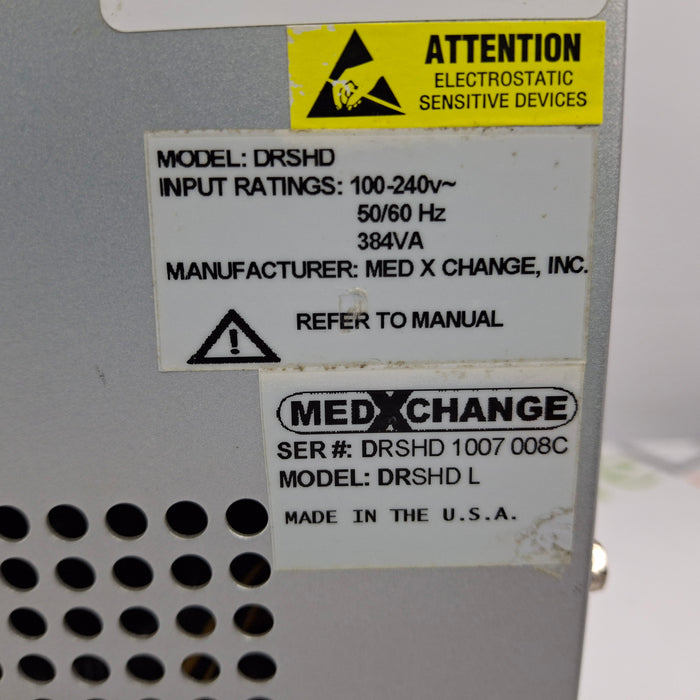 ATTENTION
ELECTROSTATIC
SENSITIVE DEVICES
MODEL: DRSHD
INPUT RATINGS: 100-240v~
50/60 Hz
384VA
MANUFACTURER: MED X CHANGE, INC.
REFER TO MANUAL
MEDXCHANGE
SER #: DRSHD 1007 008C
MODEL: DRSHD L
MADE IN THE U.S.A.